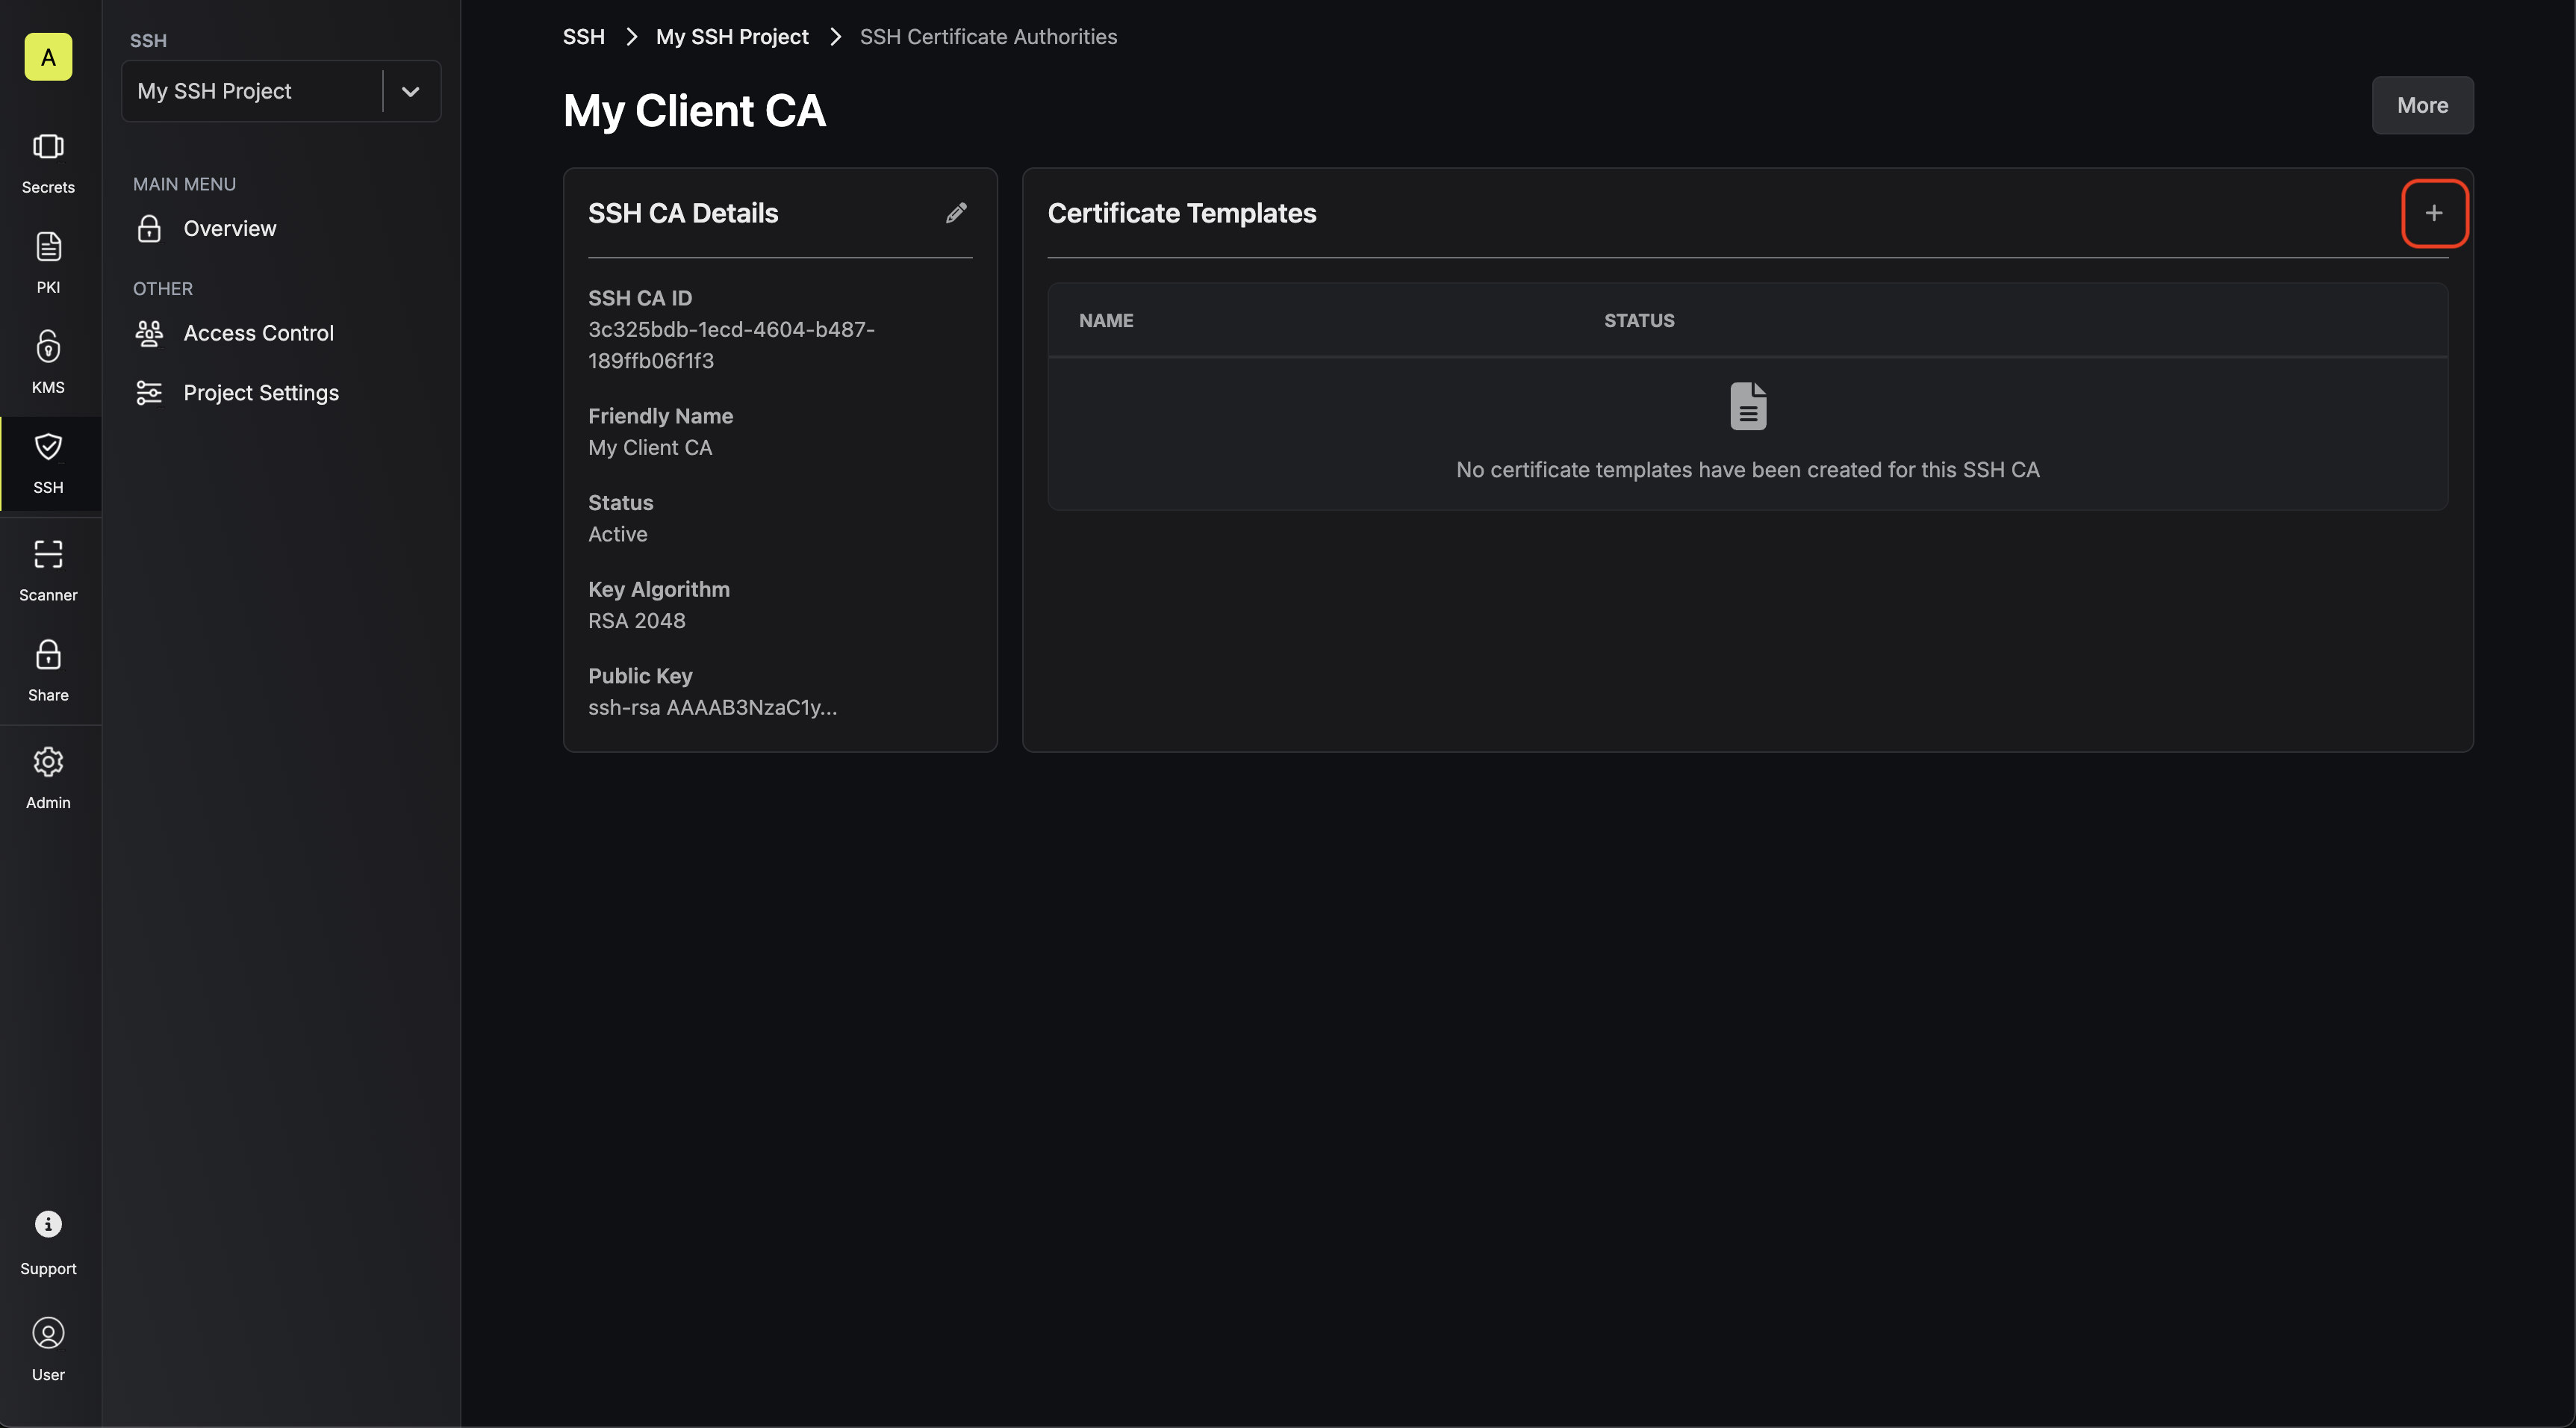 A
Secrets
PKI
KMS
SSH
Scanner
Share
Admin
Support
User
SSH
My SSH Project
MAIN MENU
Overview
OTHER
Access Control
Project Settings
SSH My SSH Project SSH Certificate Authorities
My Client CA
More
SSH CA Details
SSH CA ID
3c325bdb-1ecd-4604-b487-
189ffb06f1f3
Friendly Name
My Client CA
Status
Active
Key Algorithm
RSA 2048
Public Key
ssh-rsa AAAAB3NzaC1y...
Certificate Templates
NAME STATUS
No certificate templates have been created for this SSH CA